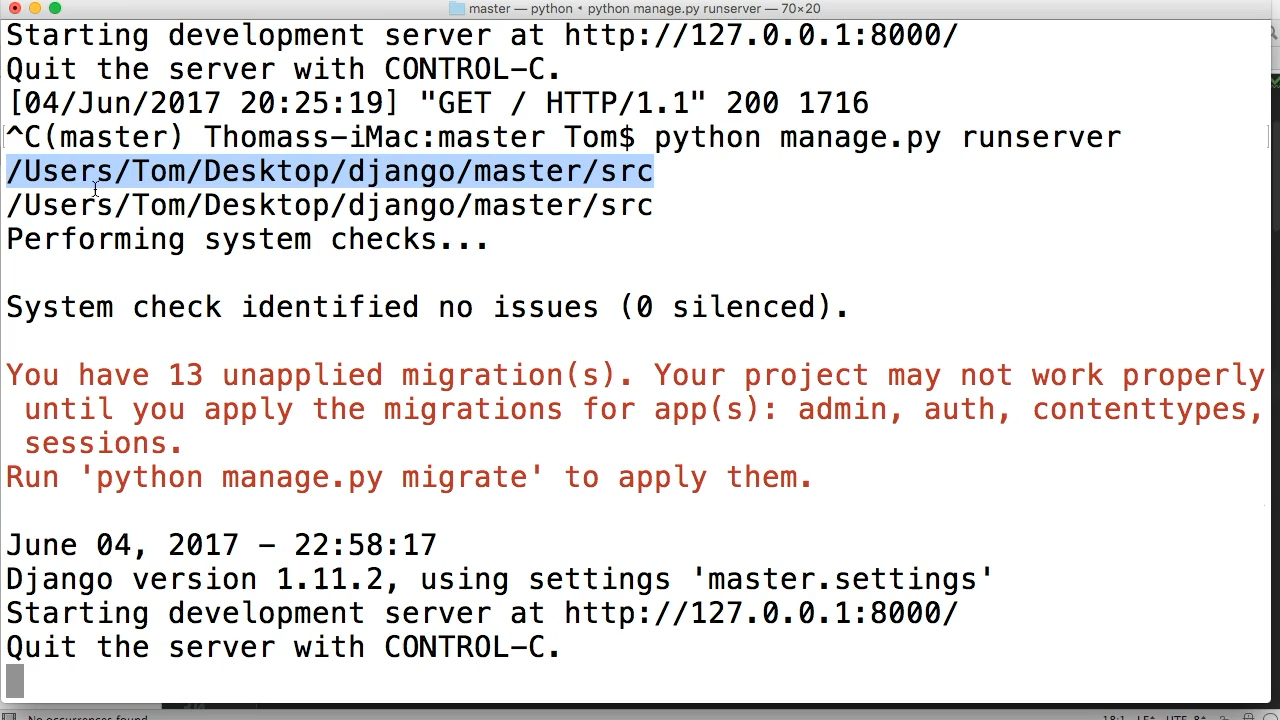 master — python ◂ python manage.py runserver — 70×20
Starting development server at http://127.0.0.1:8000/
Quit the server with CONTROL-C.
[04/Jun/2017 20:25:19] "GET / HTTP/1.1" 200 1716
^C(master) Thomass-iMac:master Tom$ python manage.py runserver
/Users/Tom/Desktop/django/master/src
/Users/Tom/Desktop/django/master/src
Performing system checks...
System check identified no issues (0 silenced).
You have 13 unapplied migration(s). Your project may not work properly
until you apply the migrations for app(s): admin, auth, contenttypes,
sessions.
Run 'python manage.py migrate' to apply them.
June 04, 2017 - 22:58:17
Django version 1.11.2, using settings 'master.settings'
Starting development server at http://127.0.0.1:8000/
Quit the server with CONTROL-C.
No occurrences found